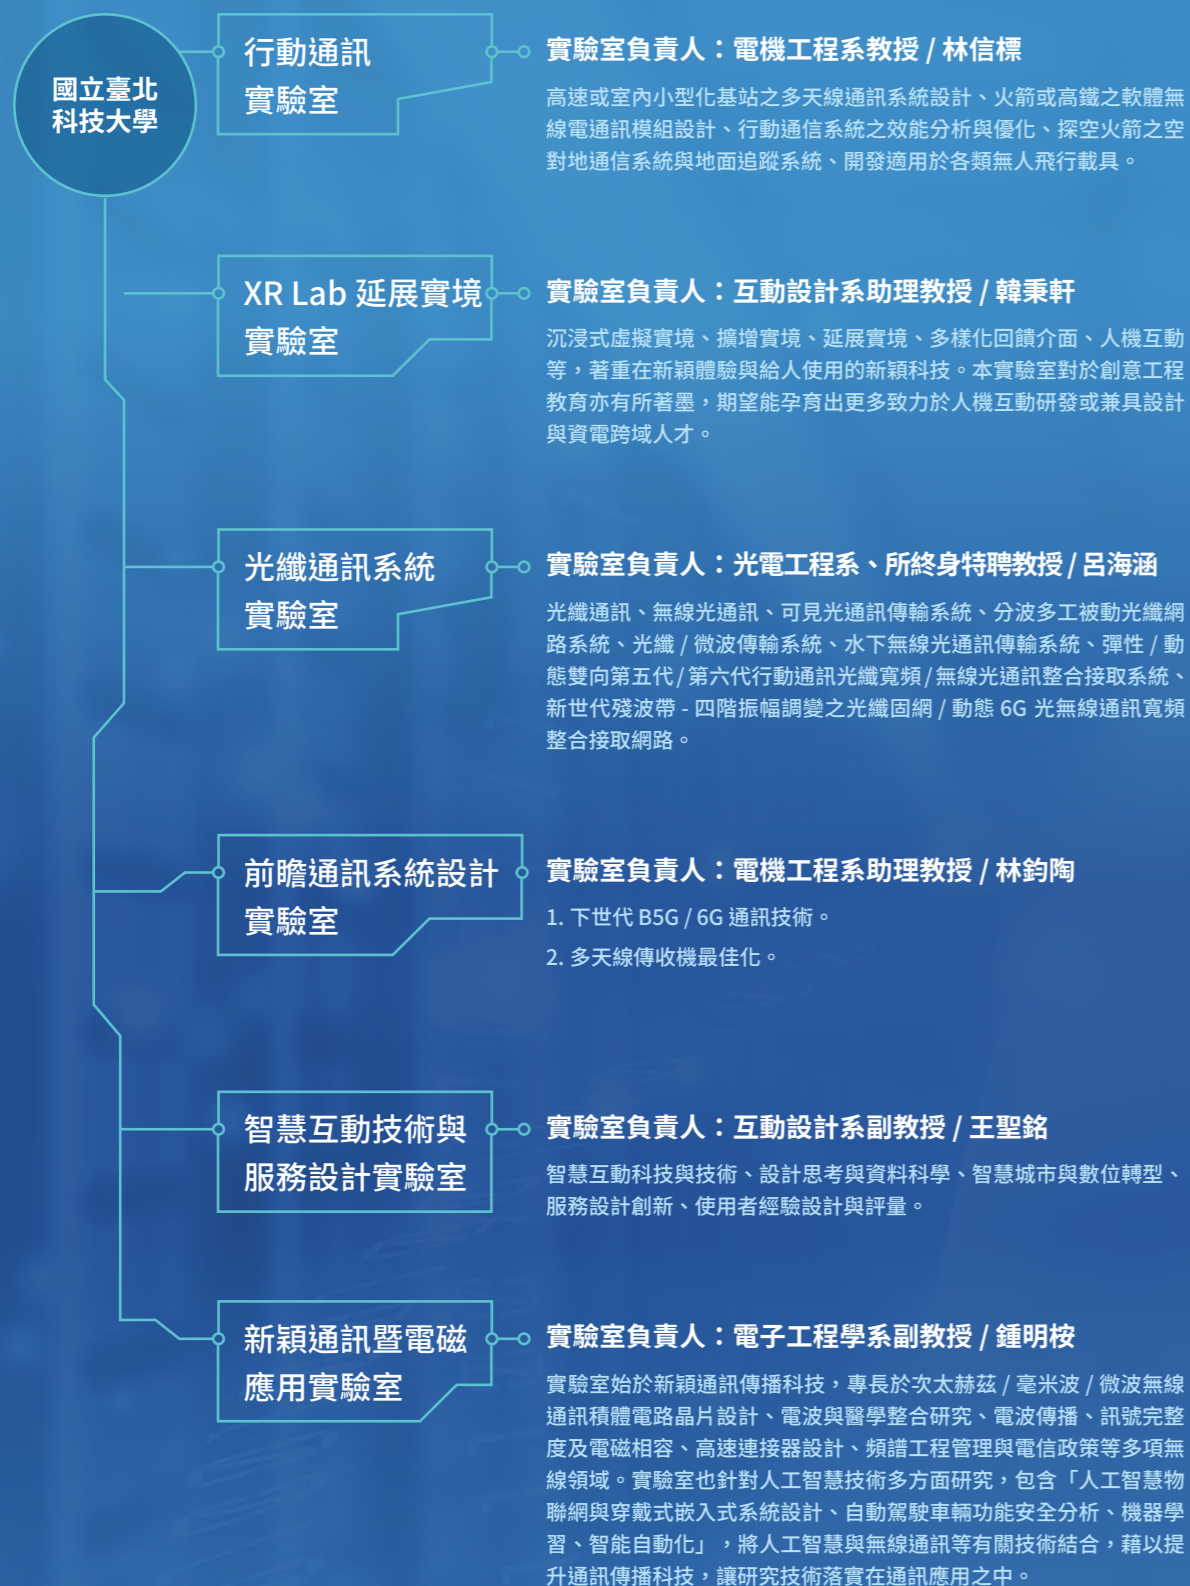 國立臺北
科技大學
行動通訊
實驗室
實驗室負責人：電機工程系教授 / 林信標
高速或室內小型化基站之多天線通訊系統設計、火箭或高鐵之軟體無
線電通訊模組設計、行動通信系統之效能分析與優化、探空火箭之空
對地通信系統與地面追蹤系統、開發適用於各類無人飛行載具。
XR Lab 延展實境
實驗室
實驗室負責人：互動設計系助理教授 / 韓秉軒
沉浸式虛擬實境、擴增實境、延展實境、多樣化回饋介面、人機互動
等，著重在新穎體驗與給人使用的新穎科技。本實驗室對於創意工程
教育亦有所著墨，期望能孕育出更多致力於人機互動研發或兼具設計
與資電跨域人才。
光纖通訊系統
實驗室
實驗室負責人：光電工程系、所終身特聘教授 / 呂海涵
光纖通訊、無線光通訊、可見光通訊傳輸系統、分波多工被動光纖網
路系統、光纖 / 微波傳輸系統、水下無線光通訊傳輸系統、彈性 / 動
態雙向第五代 / 第六代行動通訊光纖寬頻 / 無線光通訊整合接取系統、
新世代殘波帶 - 四階振幅調變之光纖固網 / 動態 6G 光無線通訊寬頻
整合接取網路。
前瞻通訊系統設計
實驗室
實驗室負責人：電機工程系助理教授 / 林鈞陶
1. 下世代 B5G / 6G 通訊技術。
2. 多天線傳收機最佳化。
智慧互動技術與
服務設計實驗室
實驗室負責人：互動設計系副教授 / 王聖銘
智慧互動科技與技術、設計思考與資料科學、智慧城市與數位轉型、
服務設計創新、使用者經驗設計與評量。
新穎通訊暨電磁
應用實驗室
實驗室負責人：電子工程學系副教授 / 鍾明桉
實驗室始於新穎通訊傳播科技，專長於次太赫茲 / 毫米波 / 微波無線
通訊積體電路晶片設計、電波與醫學整合研究、電波傳播、訊號完整
度及電磁相容、高速連接器設計、頻譜工程管理與電信政策等多項無
線領域。實驗室也針對人工智慧技術多方面研究，包含「人工智慧物
聯網與穿戴式嵌入式系統設計、自動駕駛車輛功能安全分析、機器學
習、智能自動化」，將人工智慧與無線通訊等有關技術結合，藉以提
升通訊傳播科技，讓研究技術落實在通訊應用之中。